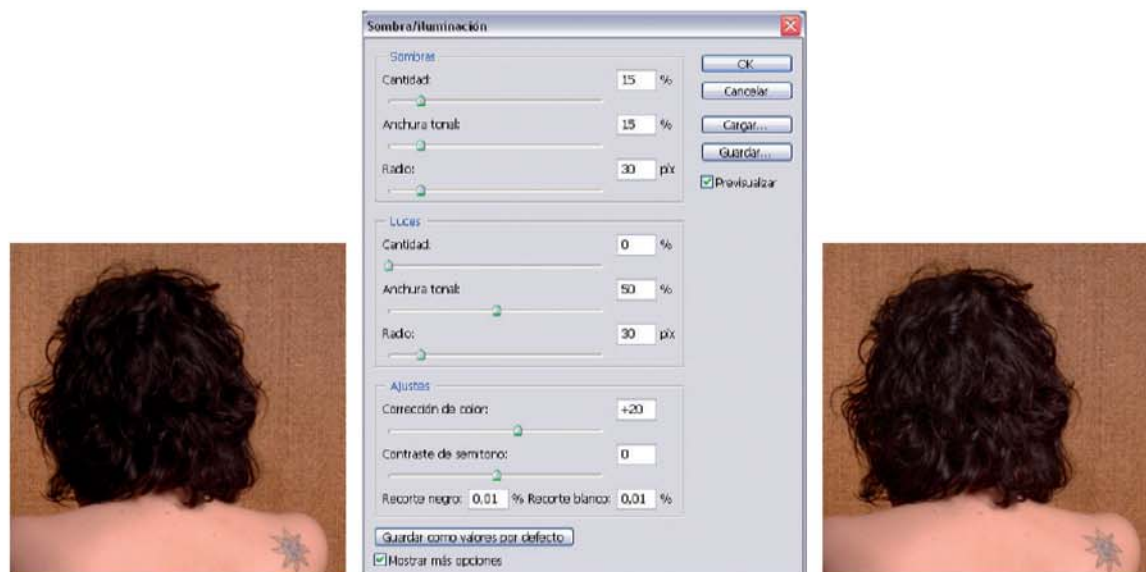 Sombra/iluminación
Sombras
Cantidad: 15 %
Anchura tonal: 15 %
Radio: 30 píx
Luces
Cantidad: 0 %
Anchura tonal: 50 %
Radio: 30 píx
Ajustes
Corrección de color: +20
Contraste de semitono: 0
Recorte negro: 0,01 % Recorte blanco: 0,01 %
Guardar como valores por defecto
Mostrar más opciones
OK
Cancelar
Cargar...
Guardar...
Previsualizar